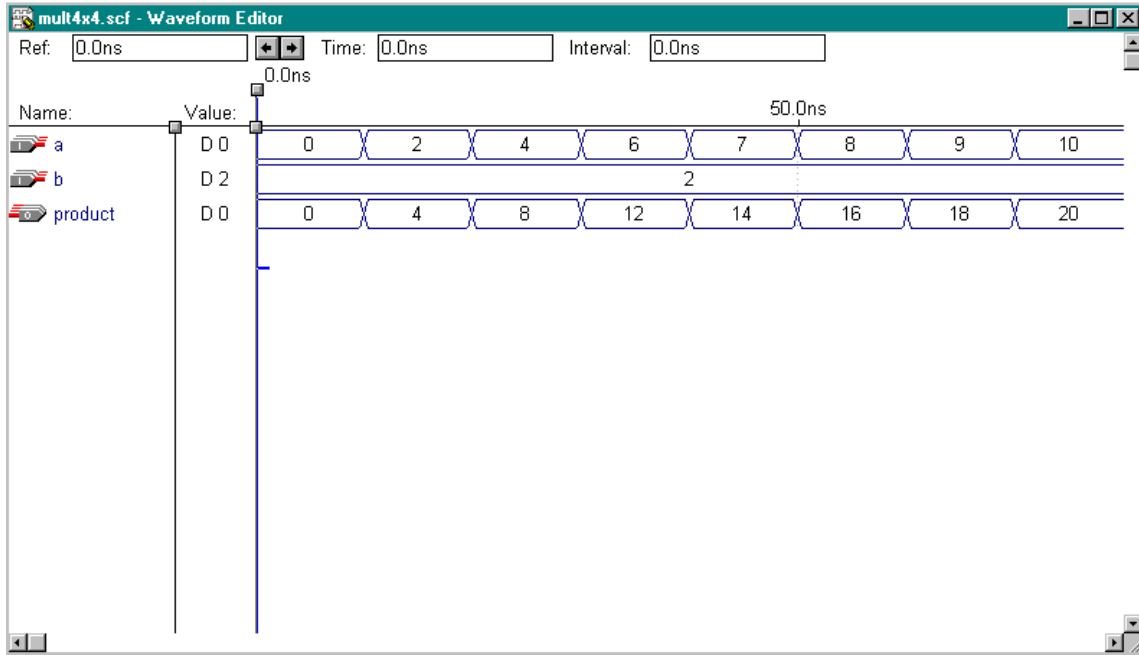 mult4x4.scf - Waveform Editor
Ref: 0.0ns Time: 0.0ns Interval: 0.0ns
0.0ns
Name: Value: 50.0ns
I a D 0 0 2 4 6 7 8 9 10
I b D 2 2
O product D 0 0 4 8 12 14 16 18 20